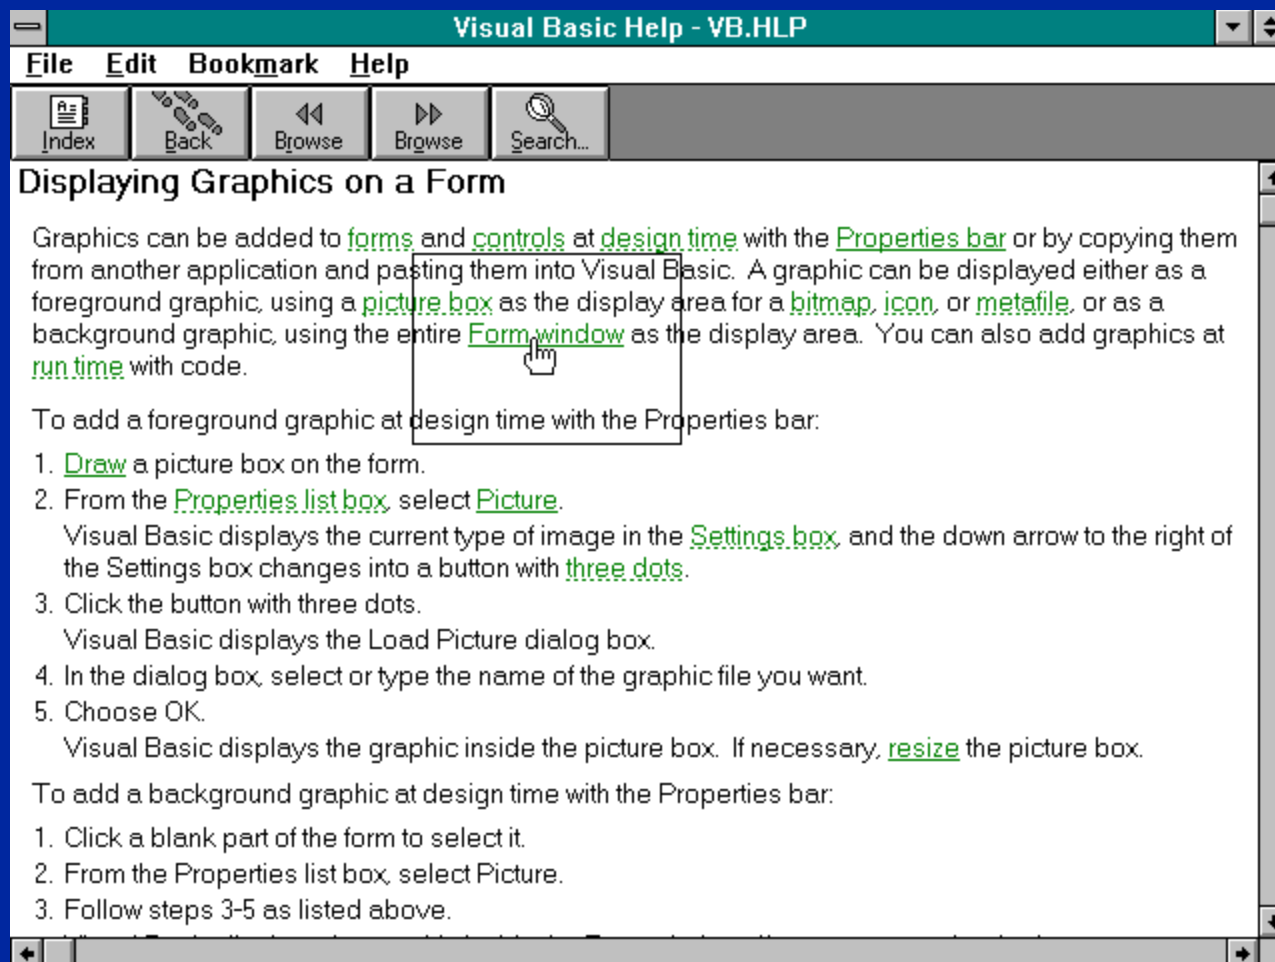 Visual Basic Help - VB.HLP
File Edit Bookmark Help
Index Back Browse Browse Search...
Displaying Graphics on a Form
Graphics can be added to forms and controls at design time with the Properties bar or by copying them
from another application and pasting them into Visual Basic. A graphic can be displayed either as a
foreground graphic, using a picture box as the display area for a bitmap, icon, or metafile, or as a
background graphic, using the entire Form window as the display area. You can also add graphics at
run time with code.
To add a foreground graphic at design time with the Properties bar:
1. Draw a picture box on the form.
2. From the Properties list box, select Picture.
Visual Basic displays the current type of image in the Settings box, and the down arrow to the right of
the Settings box changes into a button with three dots.
3. Click the button with three dots.
Visual Basic displays the Load Picture dialog box.
4. In the dialog box, select or type the name of the graphic file you want.
5. Choose OK.
Visual Basic displays the graphic inside the picture box. If necessary, resize the picture box.
To add a background graphic at design time with the Properties bar:
1. Click a blank part of the form to select it.
2. From the Properties list box, select Picture.
3. Follow steps 3-5 as listed above.